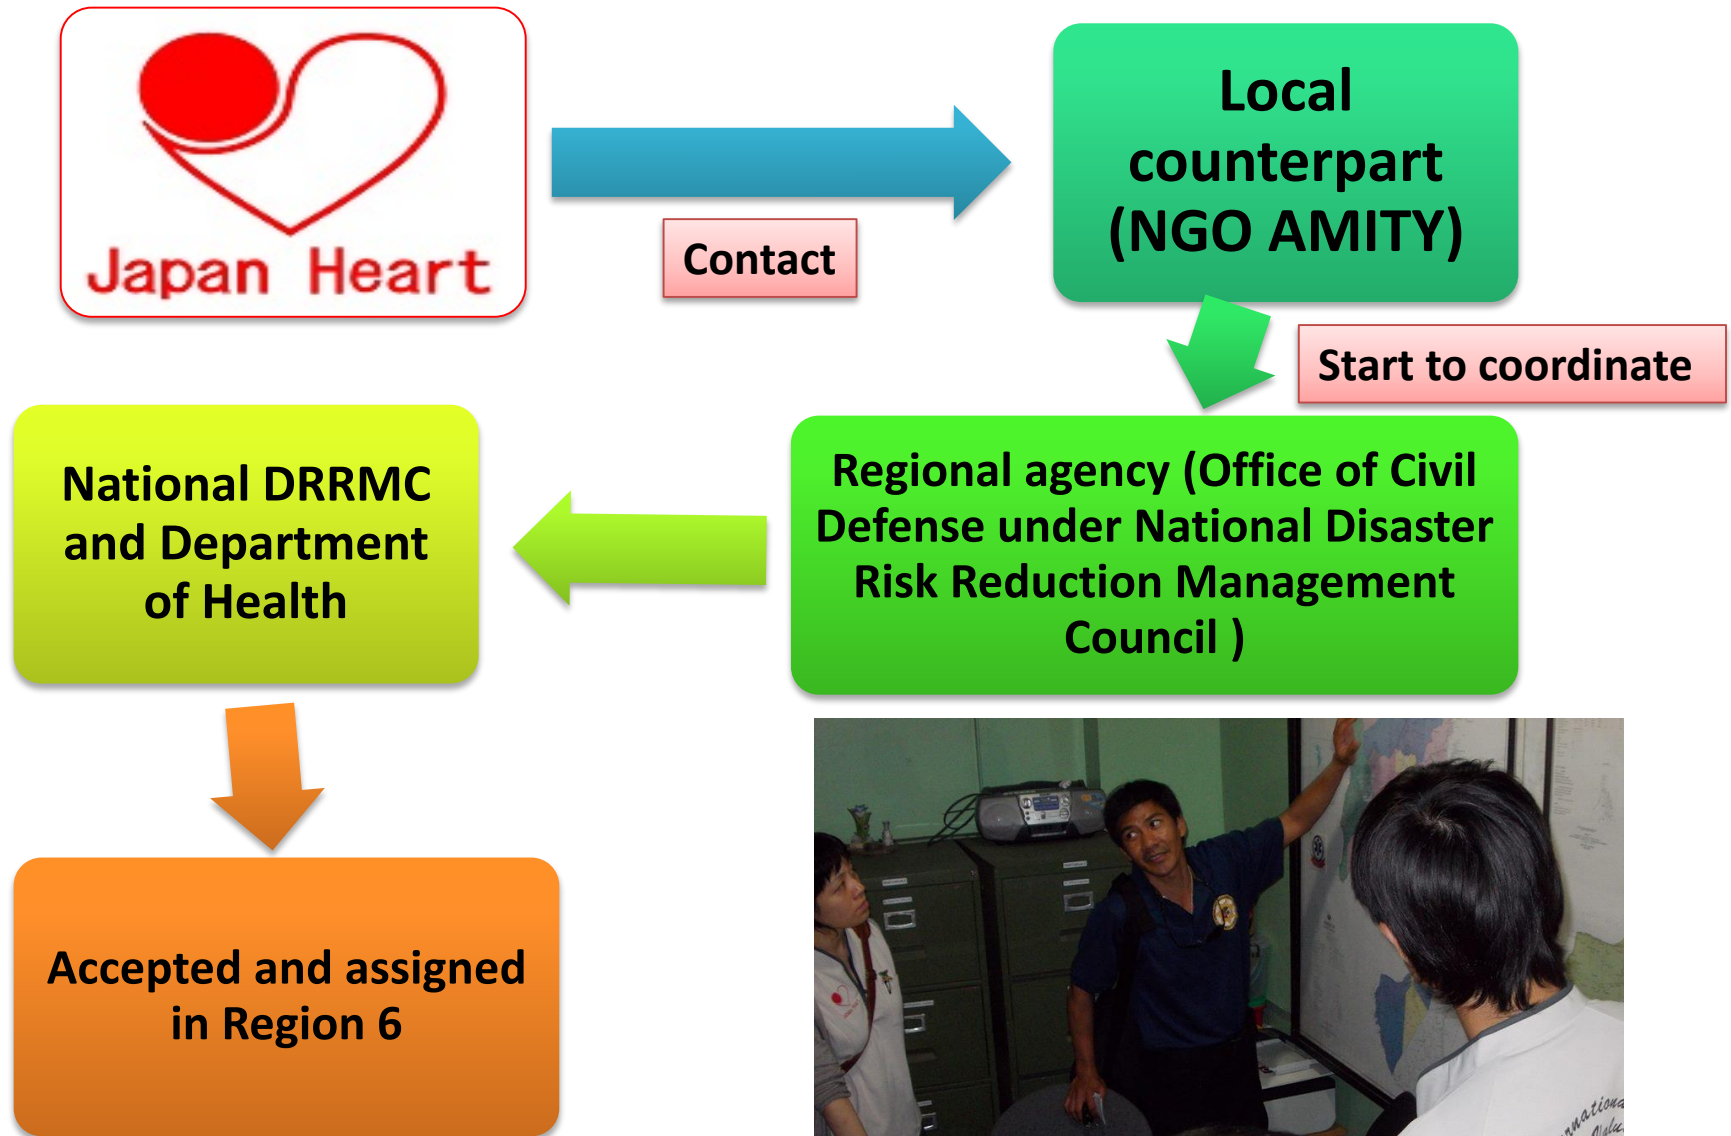 Japan Heart
Contact
Local
counterpart
(NGO AMITY)
Start to coordinate
Regional agency (Office of Civil
Defense under National Disaster
Risk Reduction Management
Council )
National DRRMC
and Department
of Health
Accepted and assigned
in Region 6